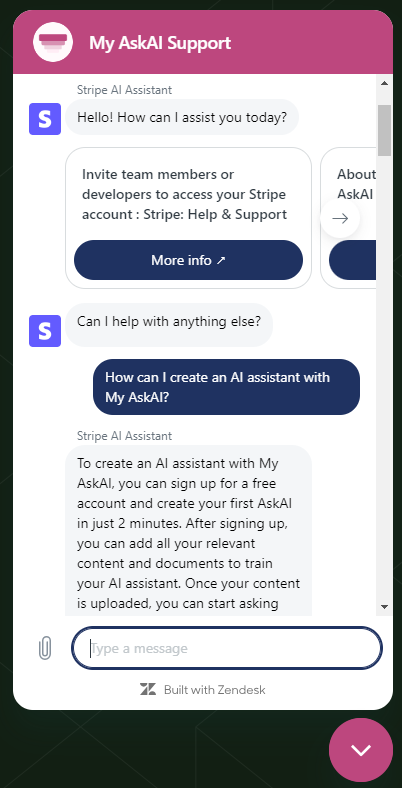 My AskAI Support
Stripe AI Assistant
S
Hello! How can I assist you today?
Invite team members or
developers to access your Stripe
account : Stripe: Help & Support
More info ↗
About
AskAI
S
Can I help with anything else?
How can I create an AI assistant with
My AskAI?
Stripe AI Assistant
To create an AI assistant with My
AskAI, you can sign up for a free
account and create your first AskAI
in just 2 minutes. After signing up,
you can add all your relevant
content and documents to train
your AI assistant. Once your content
is uploaded, you can start asking
Type a message
Built with Zendesk